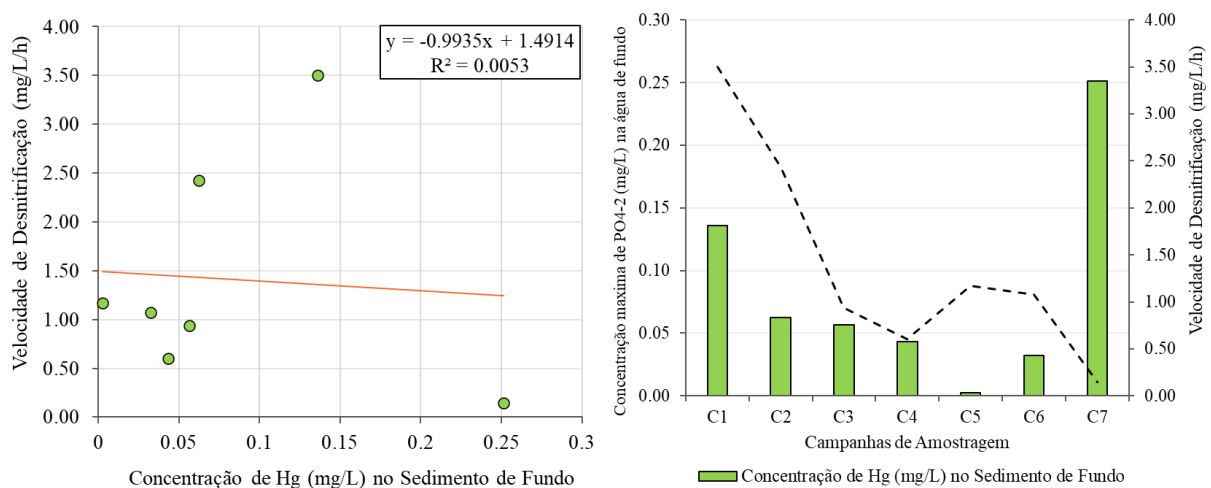 Velocidade de Desnitrificação (mg/L/h)
4.00
3.50
3.00
2.50
2.00
1.50
1.00
0.50
0.00
y = -0.9935x + 1.4914
R² = 0.0053
0 0.05 0.1 0.15 0.2 0.25 0.3
Concentração de Hg (mg/L) no Sedimento de Fundo
Concentração maxima de PO4-2 (mg/L) na água de fundo
0.30
0.25
0.20
0.15
0.10
0.05
0.00
4.00
3.50
3.00
2.50
2.00
1.50
1.00
0.50
0.00
Velocidade de Desnitrificação (mg/L/h)
C1 C2 C3 C4 C5 C6 C7
Campanhas de Amostragem
Concentração de Hg (mg/L) no Sedimento de Fundo